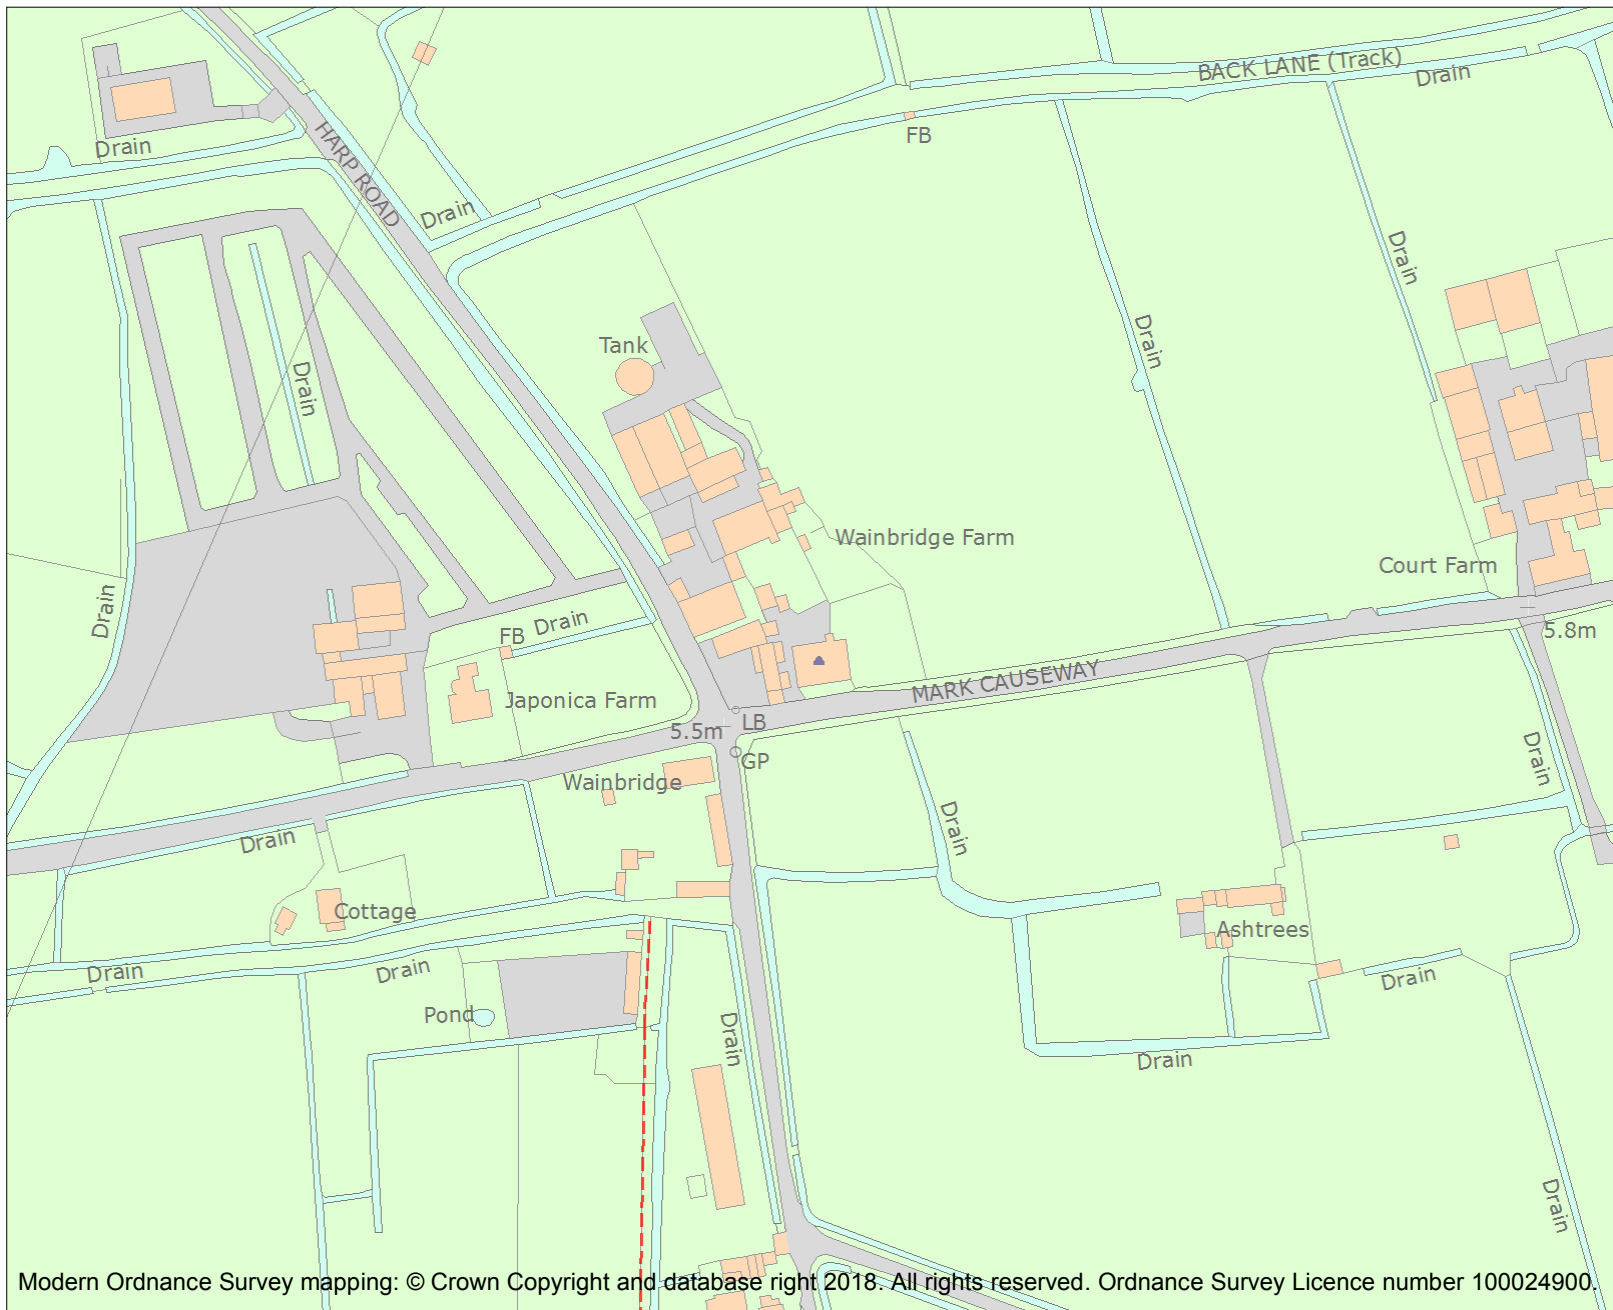 BACK LANE (Track)
Drain
FB
HARP ROAD
Drain
Drain
Drain
Drain
Tank
Drain
Wainbridge Farm
Court Farm
Drain
FB
Drain
5.8m
Japonica Farm
MARK CAUSEWAY
5.5m
LB
GP
Wainbridge
Drain
Drain
Drain
Cottage
Ashtrees
Drain
Drain
Drain
Pond
Drain
Drain
Drain
Modern Ordnance Survey mapping: © Crown Copyright and database right 2018. All rights reserved. Ordnance Survey Licence number 100024900.